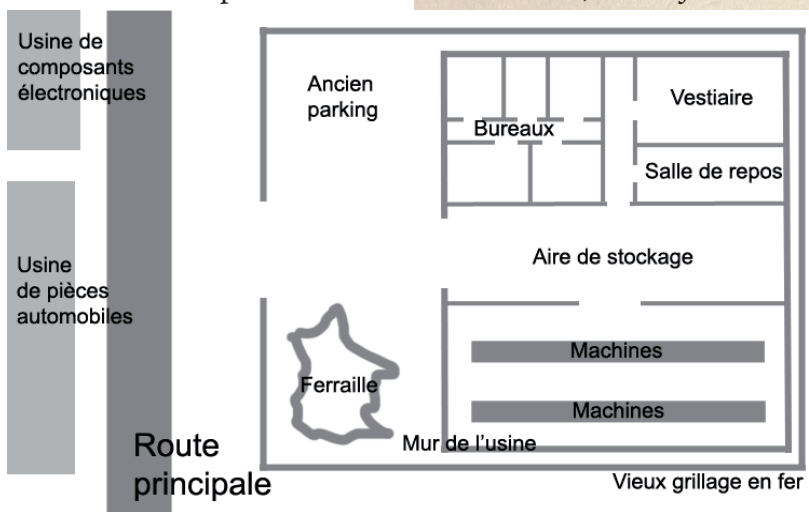 Usine de
composants
électroniques
Ancien
parking
Bureaux
Vestiaire
Salle de repos
Aire de stockage
Usine
de pièces
automobiles
Ferraille
Machines
Machines
Route
principale
Mur de l'usine
Vieux grillage en fer